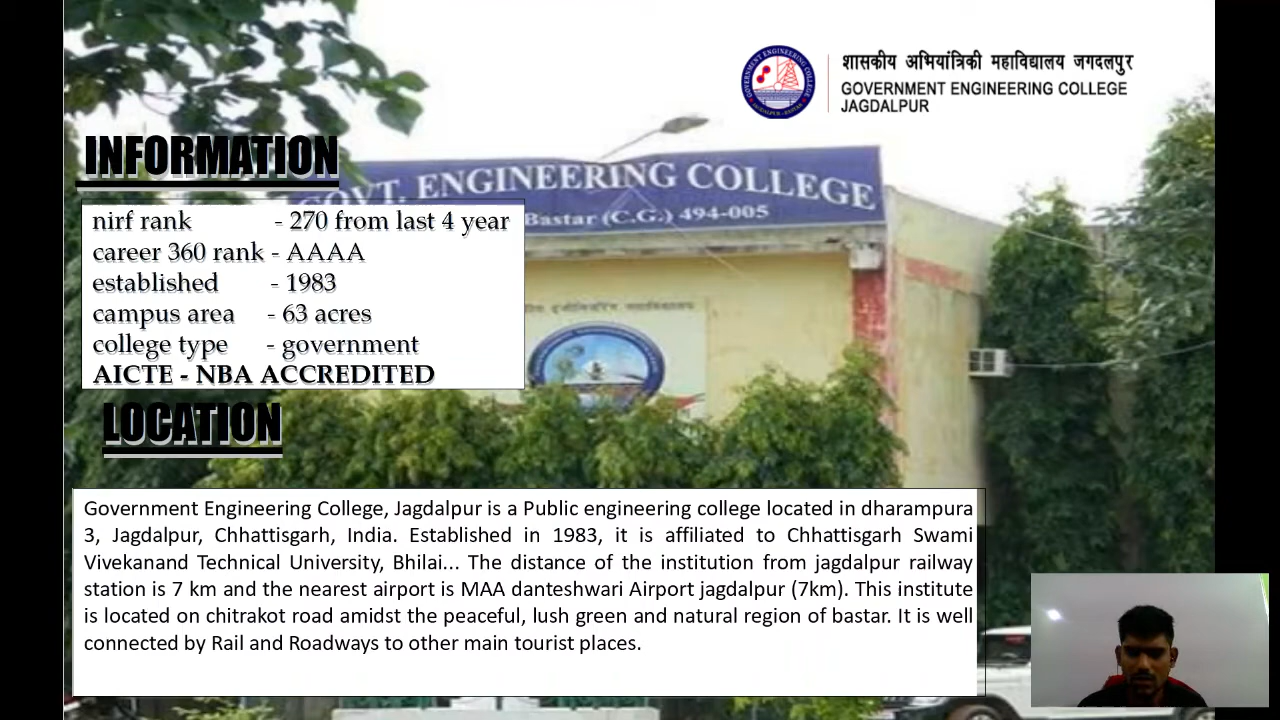 शासकीय अभियांत्रिकी महाविद्यालय जगदलपुर
GOVERNMENT ENGINEERING COLLEGE
JAGDALPUR
INFORMATION
GOVT. ENGINEERING COLLEGE
Bastar (C.G.) 494-005
nirf rank - 270 from last 4 year
career 360 rank - AAAA
established - 1983
campus area - 63 acres
college type - government
AICTE - NBA ACCREDITED
LOCATION
Government Engineering College, Jagdalpur is a Public engineering college located in dharampura
3, Jagdalpur, Chhattisgarh, India. Established in 1983, it is affiliated to Chhattisgarh Swami
Vivekanand Technical University, Bhilai... The distance of the institution from jagdalpur railway
station is 7 km and the nearest airport is MAA danteshwari Airport jagdalpur (7km). This institute
is located on chitrakot road amidst the peaceful, lush green and natural region of bastar. It is well
connected by Rail and Roadways to other main tourist places.